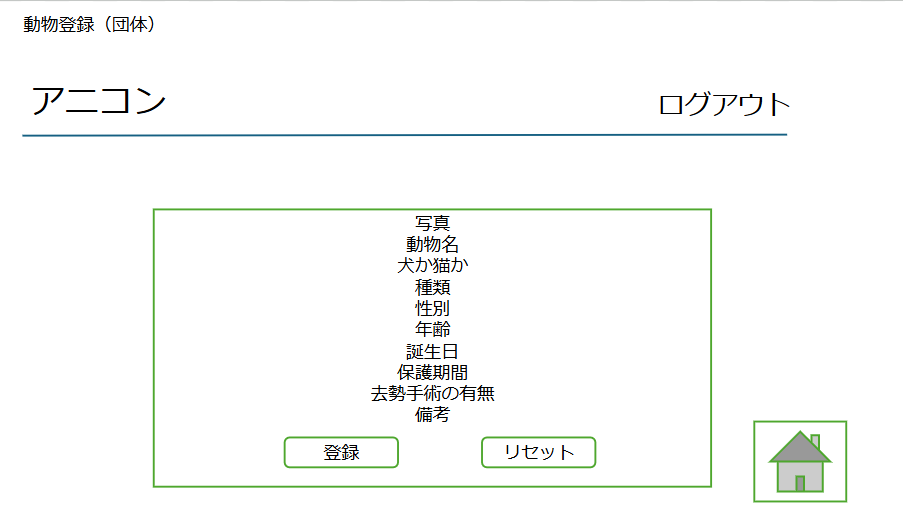 動物登録（団体）
アニコン
ログアウト
写真
動物名
犬か猫か
種類
性別
年齢
誕生日
保護期間
去勢手術の有無
備考
登録
リセット